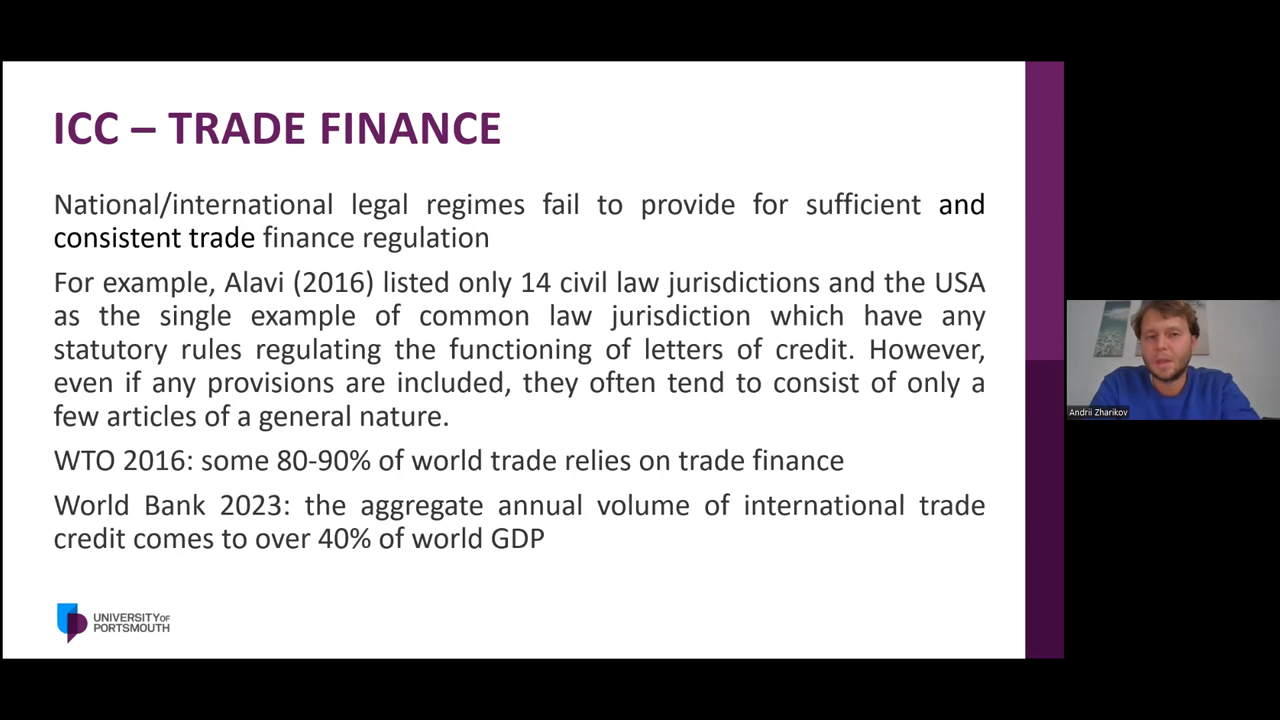 ICC – TRADE FINANCE
National/international legal regimes fail to provide for sufficient and
consistent trade finance regulation
For example, Alavi (2016) listed only 14 civil law jurisdictions and the USA
as the single example of common law jurisdiction which have any
statutory rules regulating the functioning of letters of credit. However,
even if any provisions are included, they often tend to consist of only a
few articles of a general nature.
WTO 2016: some 80-90% of world trade relies on trade finance
World Bank 2023: the aggregate annual volume of international trade
credit comes to over 40% of world GDP
UNIVERSITY OF
PORTSMOUTH
Andrii Zharikov